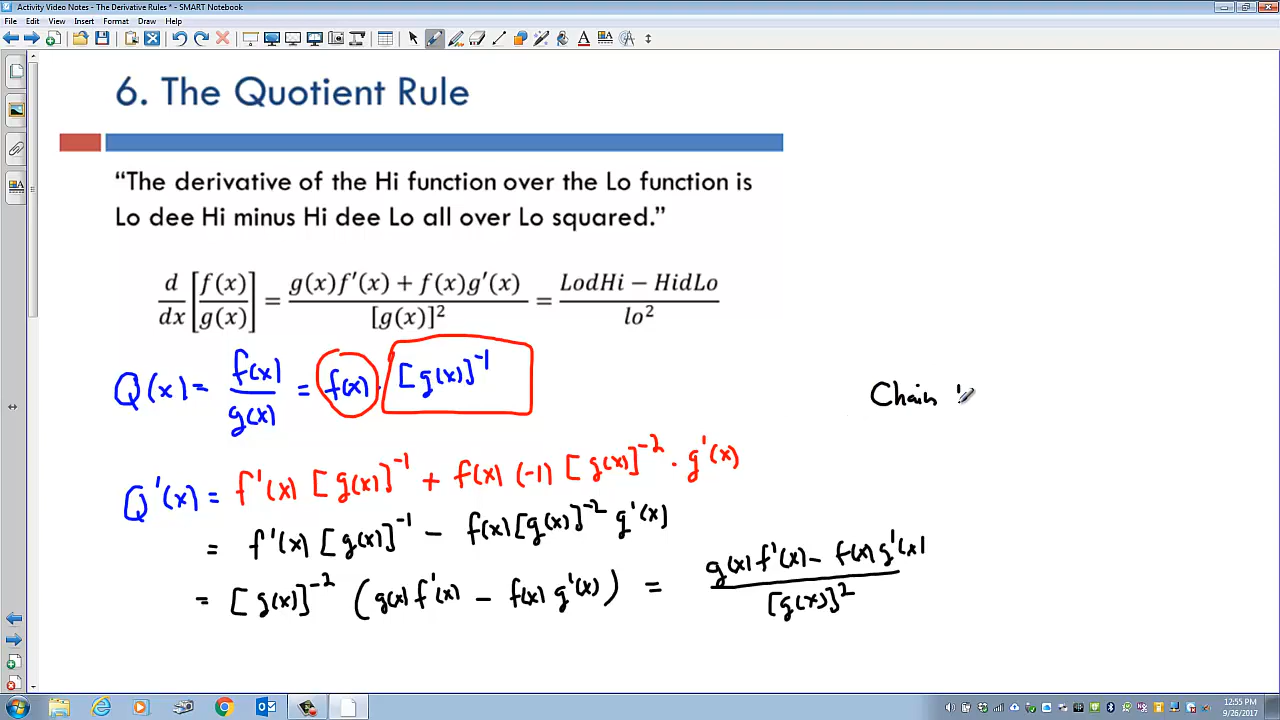 Activity Video Notes - The Derivative Rules * - SMART Notebook
File Edit View Insert Format Draw Help
6. The Quotient Rule
“The derivative of the Hi function over the Lo function is
Lo dee Hi minus Hi dee Lo all over Lo squared.”
d/dx [f(x)/g(x)] = (g(x)f′(x) + f(x)g′(x))/[g(x)]² = (LodHi − HidLo)/lo²
Q(x) = f(x)/g(x) = f(x) · [g(x)]⁻¹
Chain
Q'(x) = f'(x) [g(x)]⁻¹ + f(x) (-1) [g(x)]⁻² · g'(x)
= f'(x) [g(x)]⁻¹ − f(x) [g(x)]⁻² g'(x)
= [g(x)]⁻² (g(x) f'(x) − f(x) g'(x)) = (g(x) f'(x) − f(x) g'(x))/[g(x)]²
12:55 PM
9/26/2017